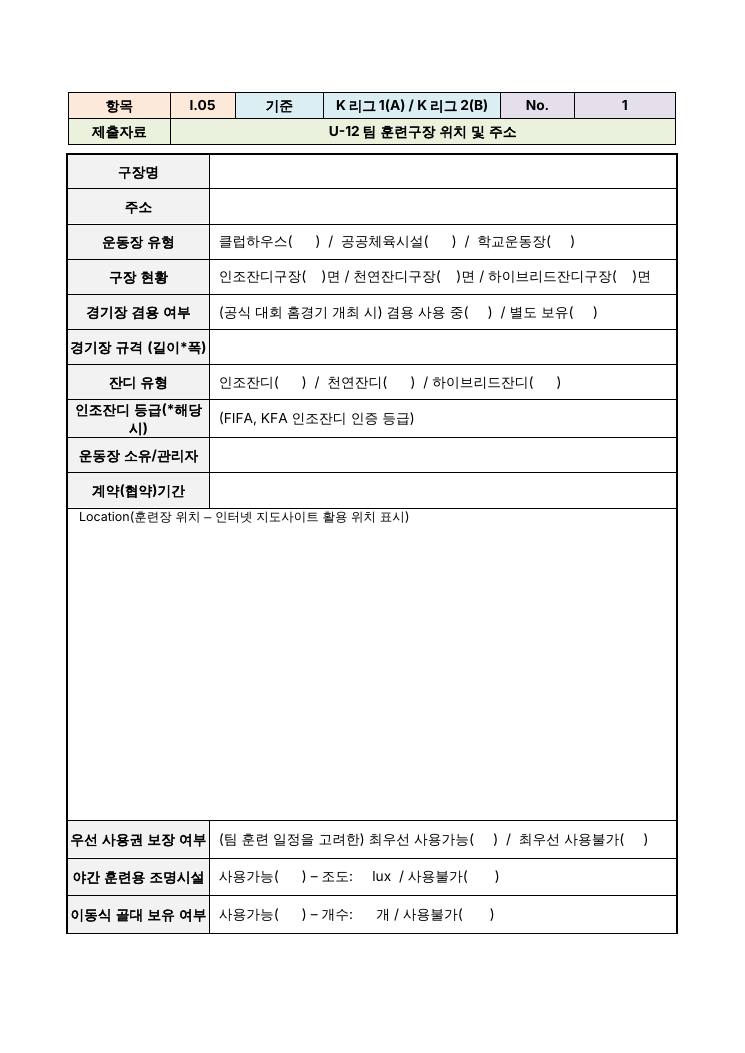 항목 I.05 기준 K 리그 1(A) / K 리그 2(B) No. 1
제출자료 U-12 팀 훈련구장 위치 및 주소
구장명
주소
운동장 유형 클럽하우스( ) / 공공체육시설( ) / 학교운동장( )
구장 현황 인조잔디구장( )면 / 천연잔디구장( )면 / 하이브리드잔디구장( )면
경기장 겸용 여부 (공식 대회 홈경기 개최 시) 겸용 사용 중( ) / 별도 보유( )
경기장 규격 (길이*폭)
잔디 유형 인조잔디( ) / 천연잔디( ) / 하이브리드잔디( )
인조잔디 등급(*해당
시) (FIFA, KFA 인조잔디 인증 등급)
운동장 소유/관리자
계약(협약)기간
Location(훈련장 위치 – 인터넷 지도사이트 활용 위치 표시)
우선 사용권 보장 여부 (팀 훈련 일정을 고려한) 최우선 사용가능( ) / 최우선 사용불가( )
야간 훈련용 조명시설 사용가능( ) – 조도: lux / 사용불가( )
이동식 골대 보유 여부 사용가능( ) – 개수: 개 / 사용불가( )